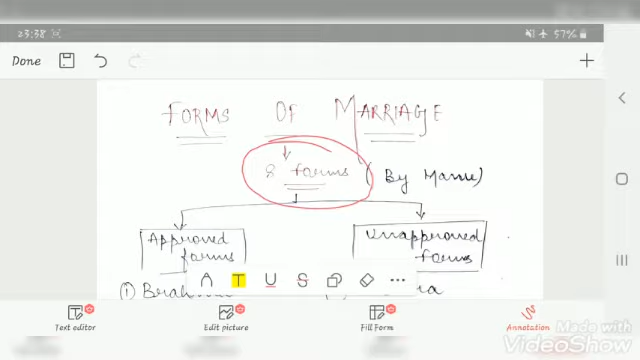 23:38 57%
Done
FORMS OF MARRIAGE
8 forms (By Manu)
Approved forms
Unapproved forms
① Brah
Text editor Edit picture Fill Form Annotation
Made with
VideoShow